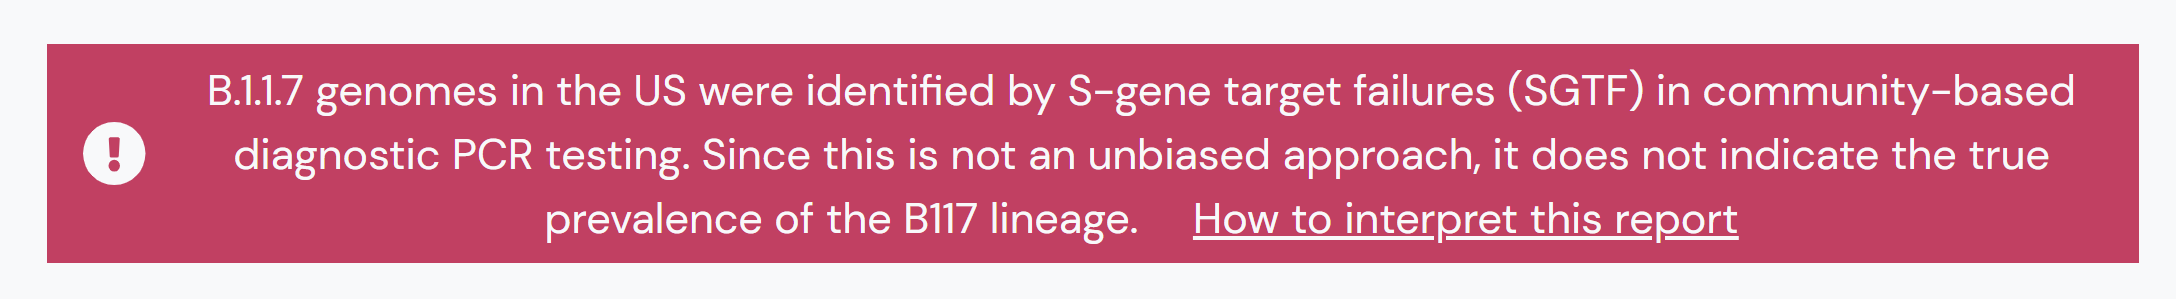 B.1.1.7 genomes in the US were identified by S-gene target failures (SGTF) in community-based
diagnostic PCR testing. Since this is not an unbiased approach, it does not indicate the true
prevalence of the B117 lineage. How to interpret this report